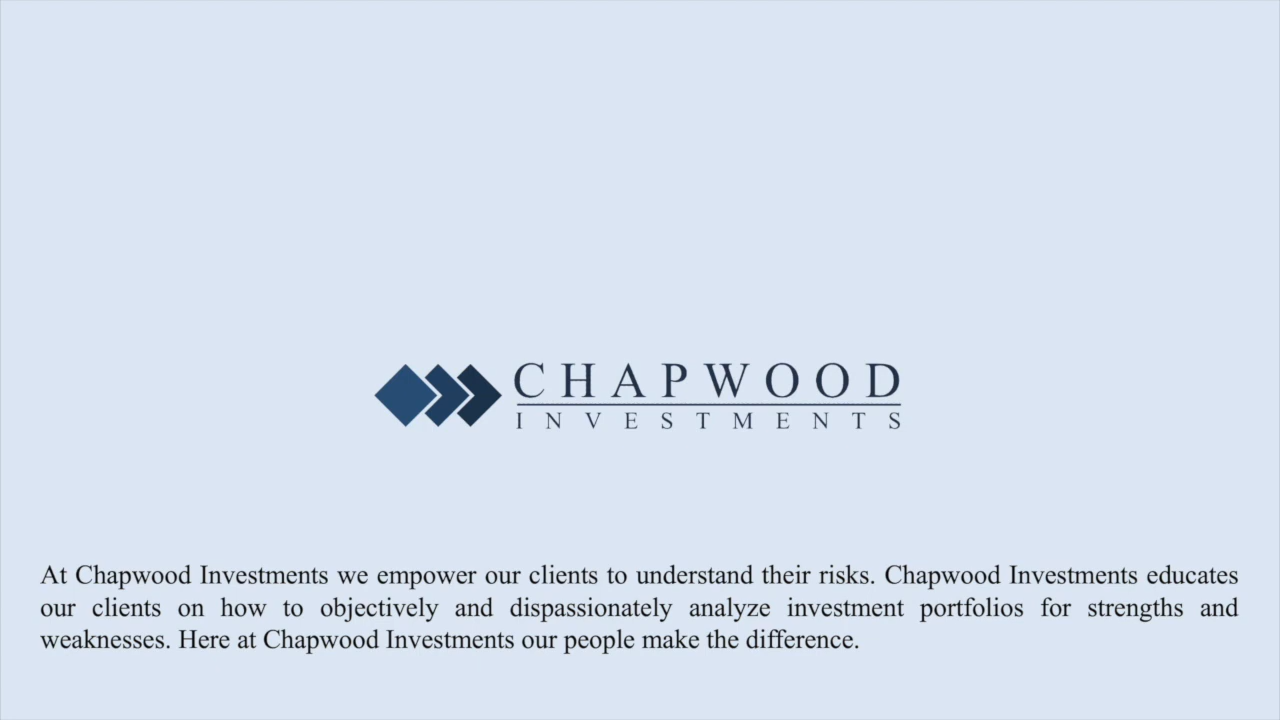 CHAPWOOD
INVESTMENTS
At Chapwood Investments we empower our clients to understand their risks. Chapwood Investments educates
our clients on how to objectively and dispassionately analyze investment portfolios for strengths and
weaknesses. Here at Chapwood Investments our people make the difference.